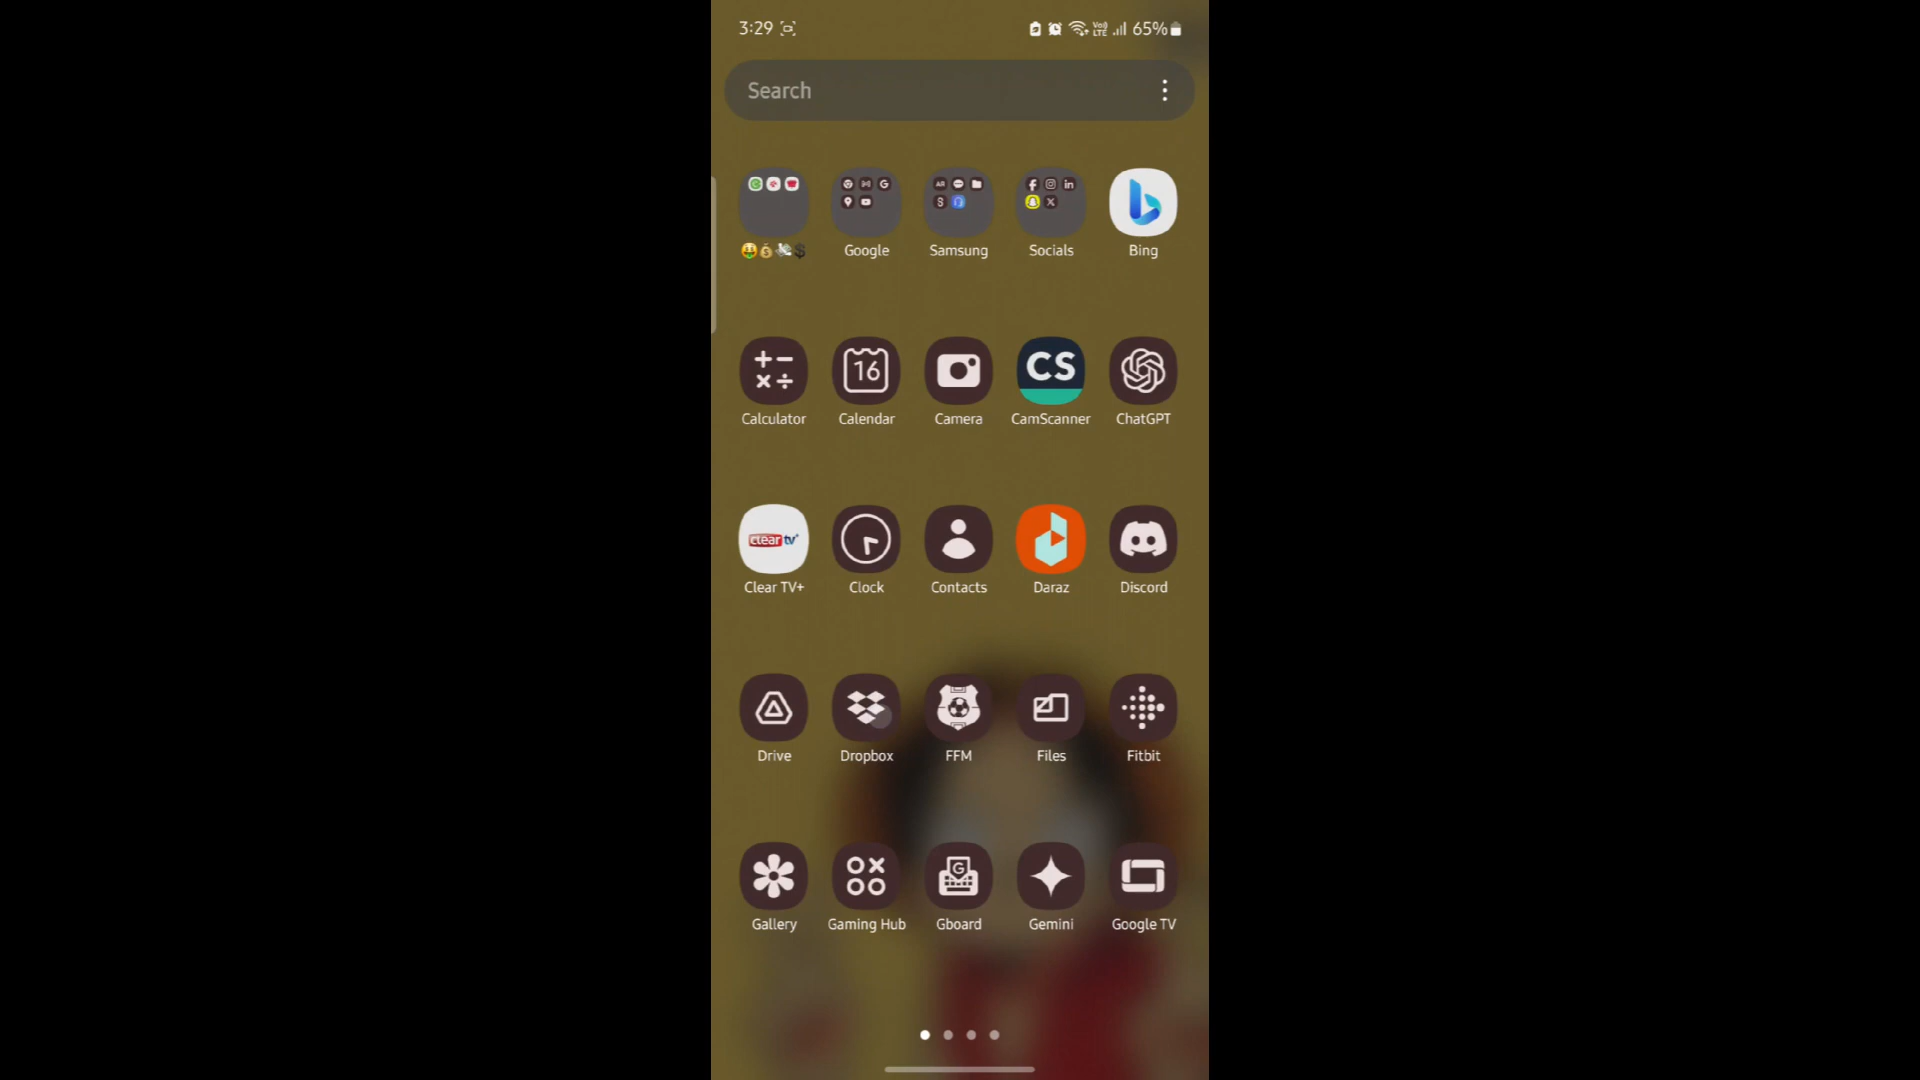 3:29 65%
Search
🤑💰💸💲 Google Samsung Socials Bing
16 CS
Calculator Calendar Camera CamScanner ChatGPT
clear tv
Clear TV+ Clock Contacts Daraz Discord
Drive Dropbox FFM Files Fitbit
G
Gallery Gaming Hub Gboard Gemini Google TV